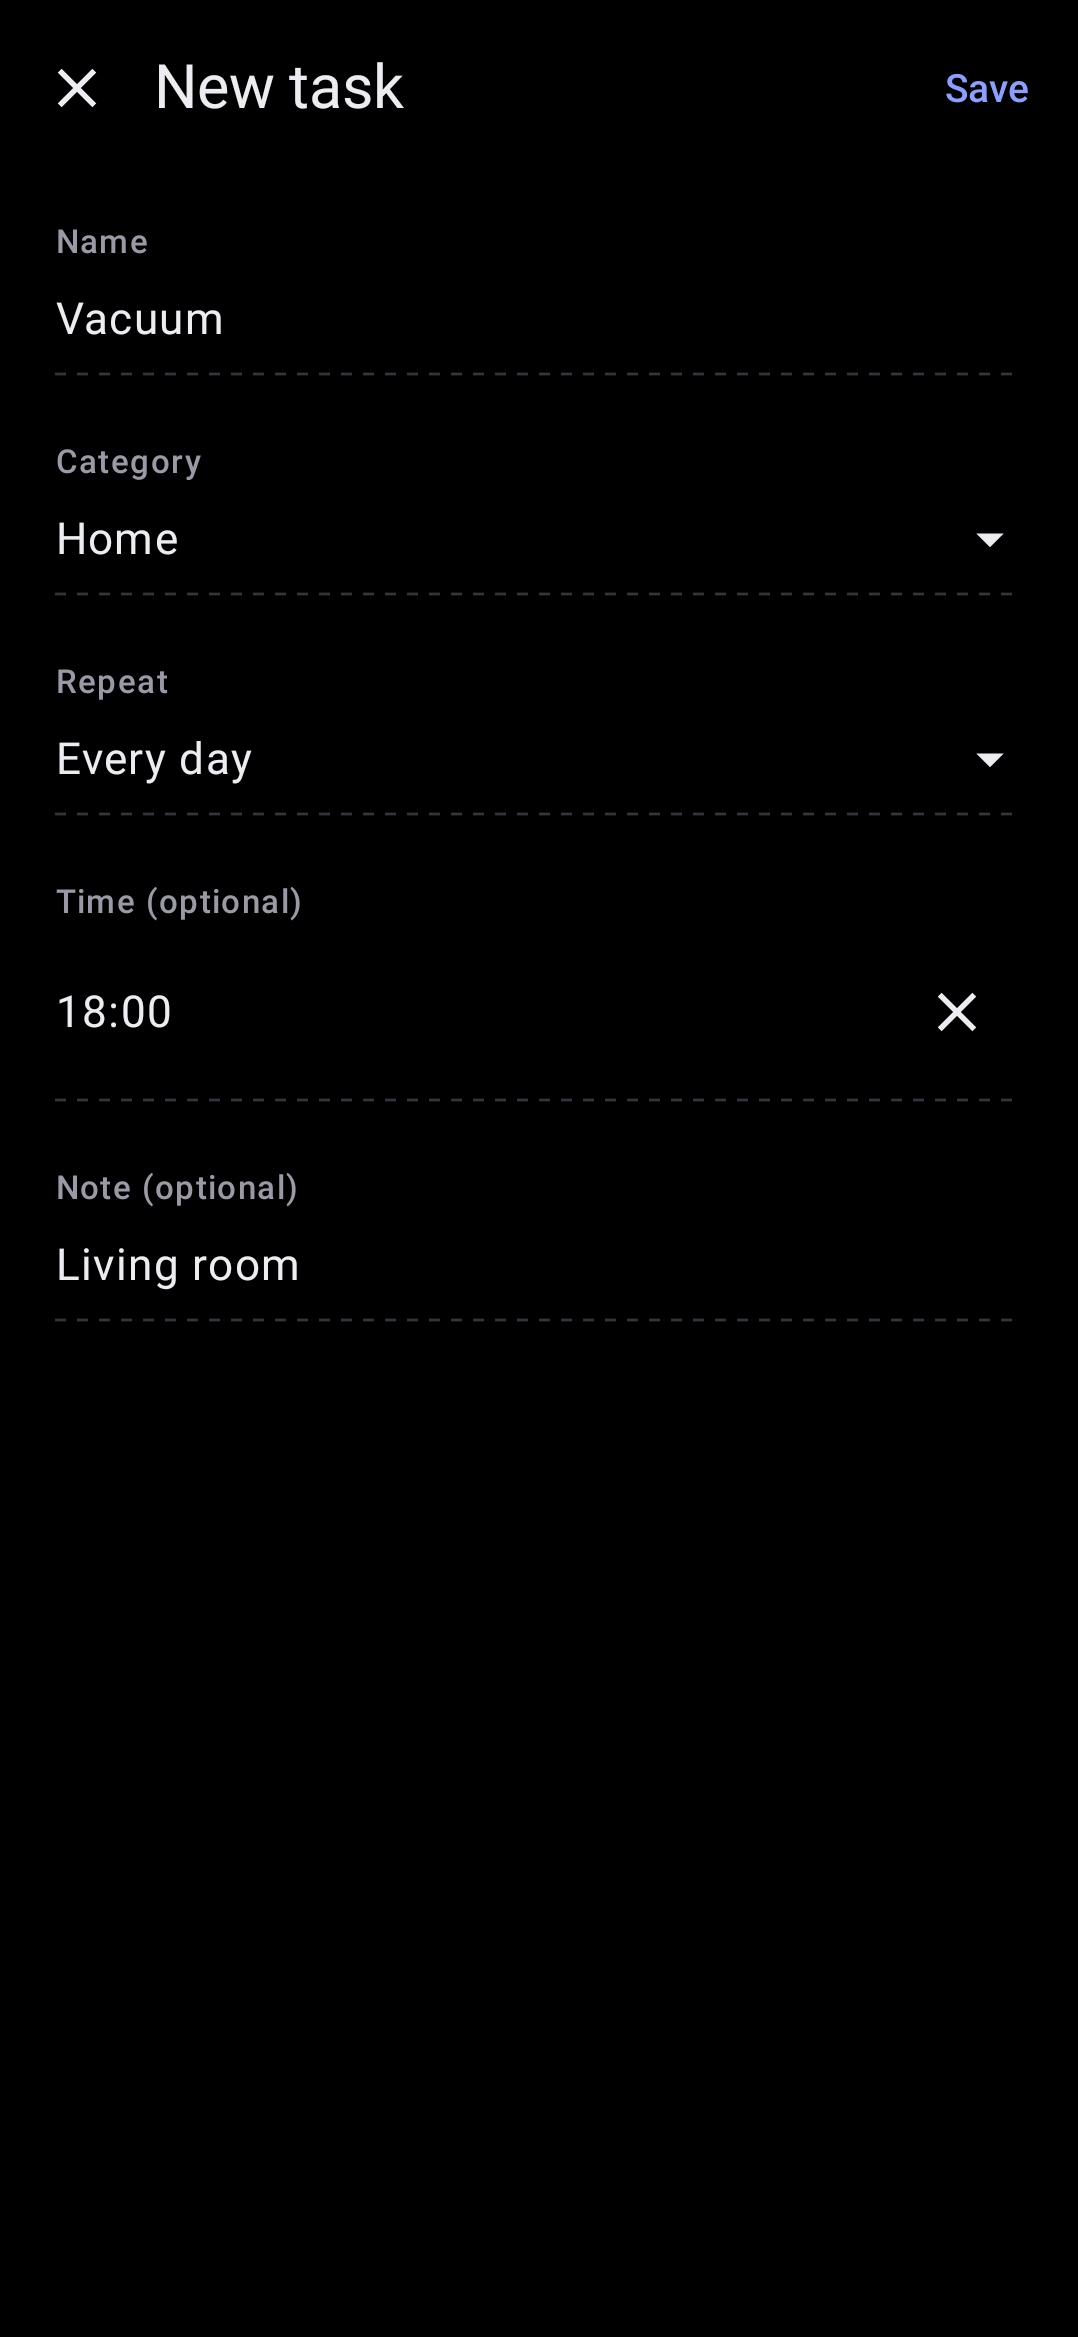 New task
Save
Name
Vacuum
Category
Home
Repeat
Every day
Time (optional)
18:00
Note (optional)
Living room